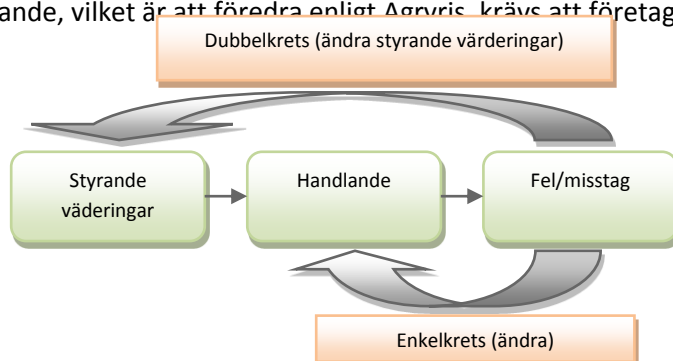 ande, vilket är att föredra enligt Agryris, krävs att företag
Dubbelkrets (ändra styrande värderingar)
Styrande
väderingar
Handlande
Fel/misstag
Enkelkrets (ändra)